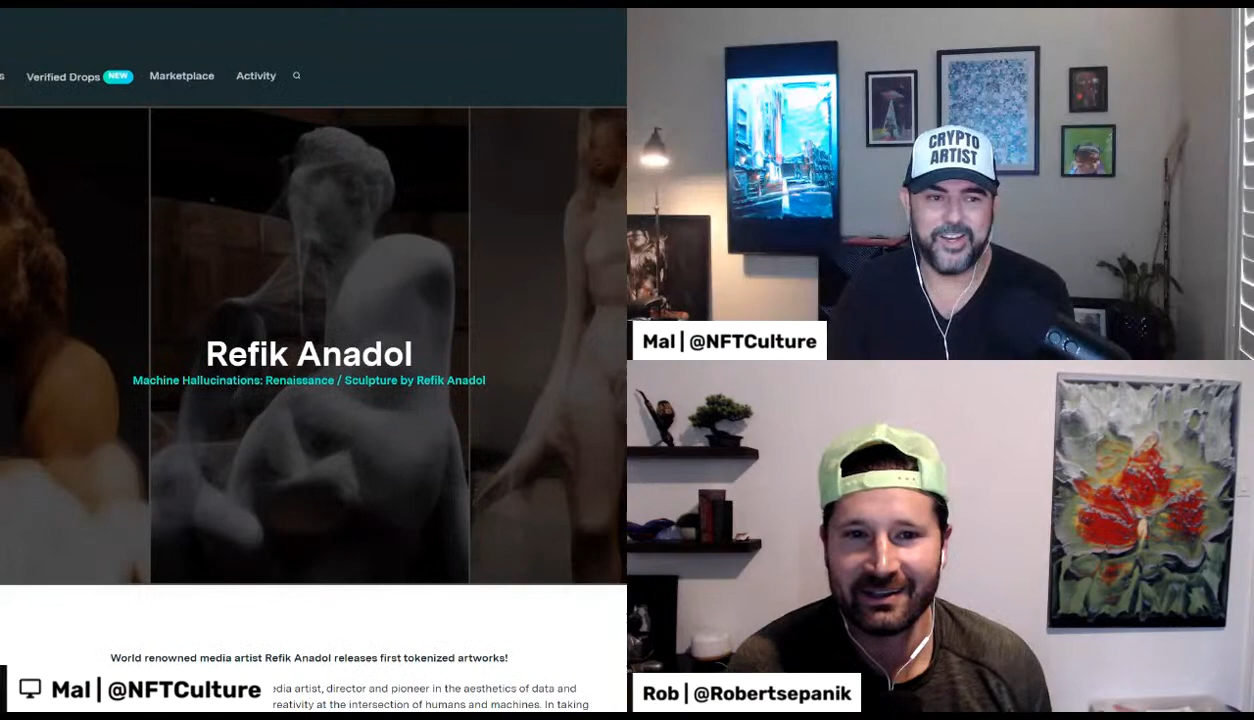 s
Verified Drops NEW Marketplace Activity
Refik Anadol
Machine Hallucinations: Renaissance / Sculpture by Refik Anadol
World renowned media artist Refik Anadol releases first tokenized artworks!
edia artist, director and pioneer in the aesthetics of data and
reativity at the intersection of humans and machines. In taking
Mal | @NFTCulture
CRYPTO
ARTIST
Mal | @NFTCulture
Rob | @Robertsepanik